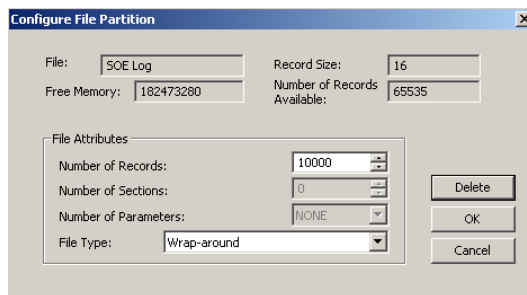 Configure File Partition
File: SOE Log Record Size: 16
Free Memory: 182473280 Number of Records Available: 65535
File Attributes
Number of Records: 10000
Number of Sections: 0
Number of Parameters: NONE
File Type: Wrap-around
Delete
OK
Cancel